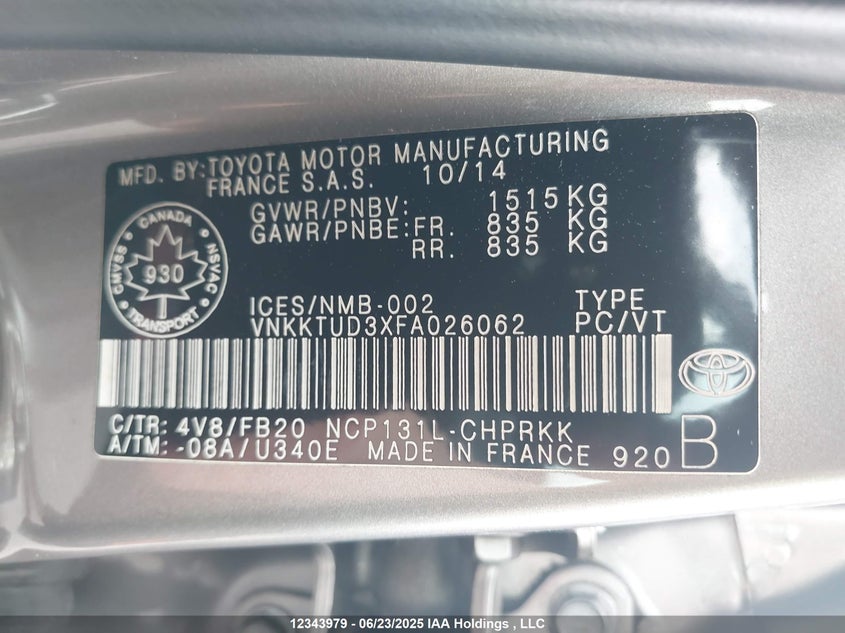 MFD. BY: TOYOTA MOTOR MANUFACTURING
FRANCE S.A.S. 10/14
GVWR/PNBV: 1515 KG
GAWR/PNBE: FR. 835 KG
RR. 835 KG
CANADA
CMVSS 930 NSVAC
TRANSPORT
ICES/NMB-002 TYPE
VNKKTUD3XFA026062 PC/VT
C/TR: 4V8/FB20 NCP131L-CHPRKK
A/TM: -08A/U340E MADE IN FRANCE 920 B
12343979 - 06/23/2025 IAA Holdings , LLC